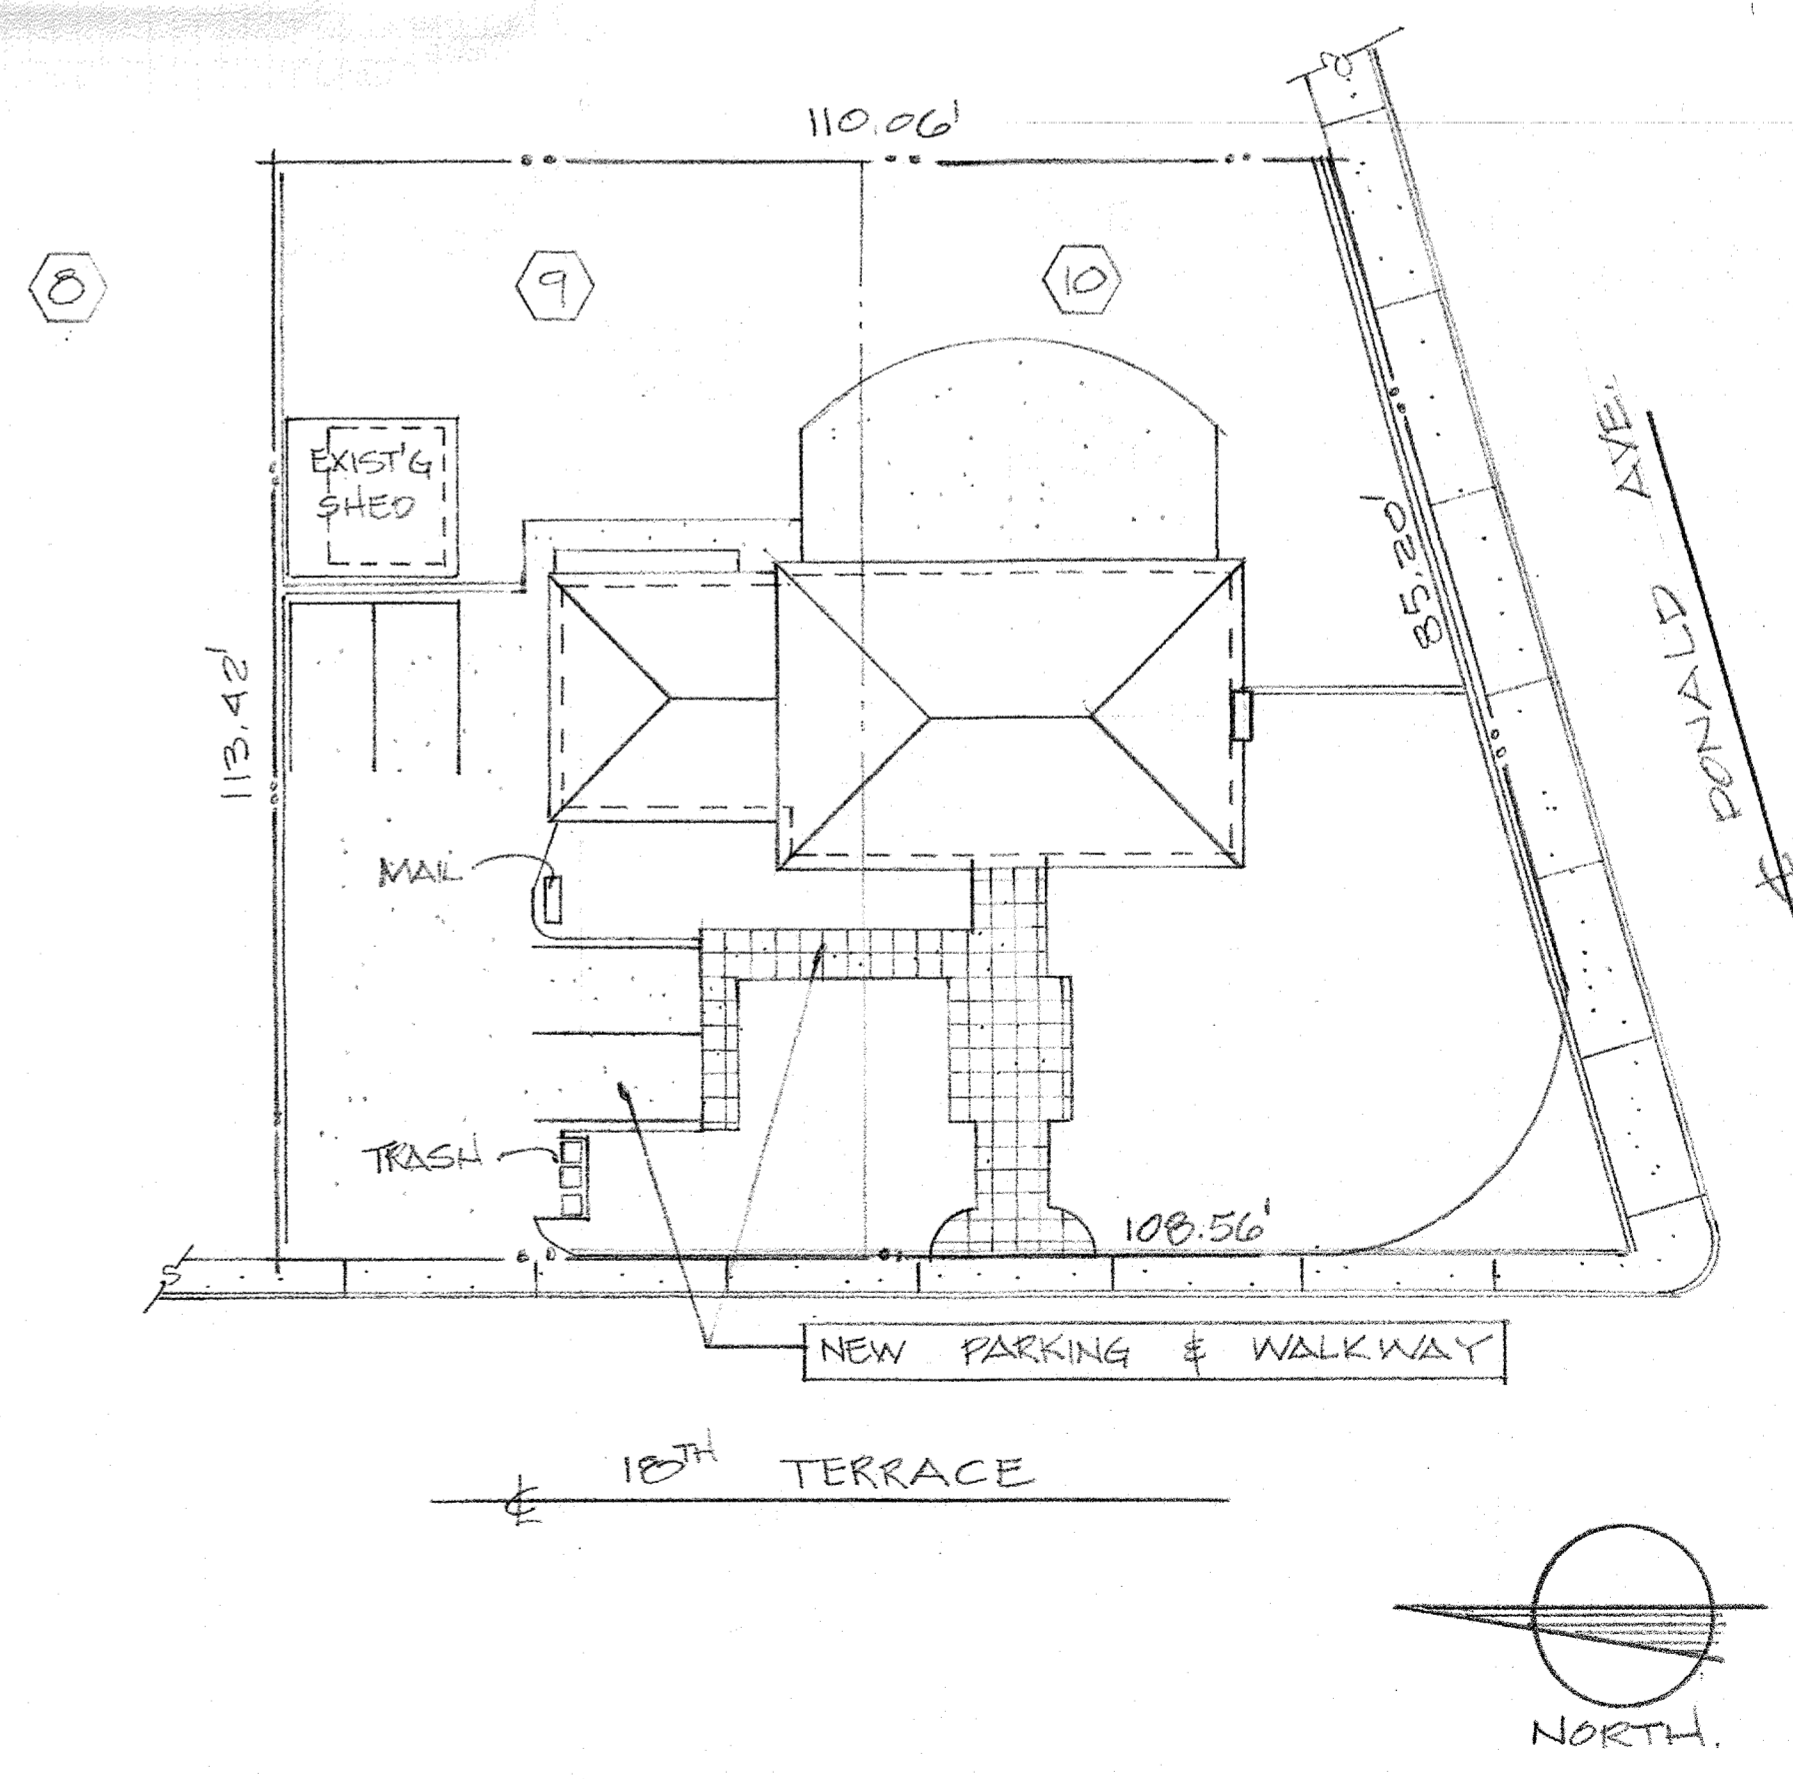 110.06'
8
9
10
EXIST'G
SHED
113.42'
85.20'
DONALD AVE.
MAIL
TRASH
108.56'
NEW PARKING & WALKWAY
18TH TERRACE
NORTH.